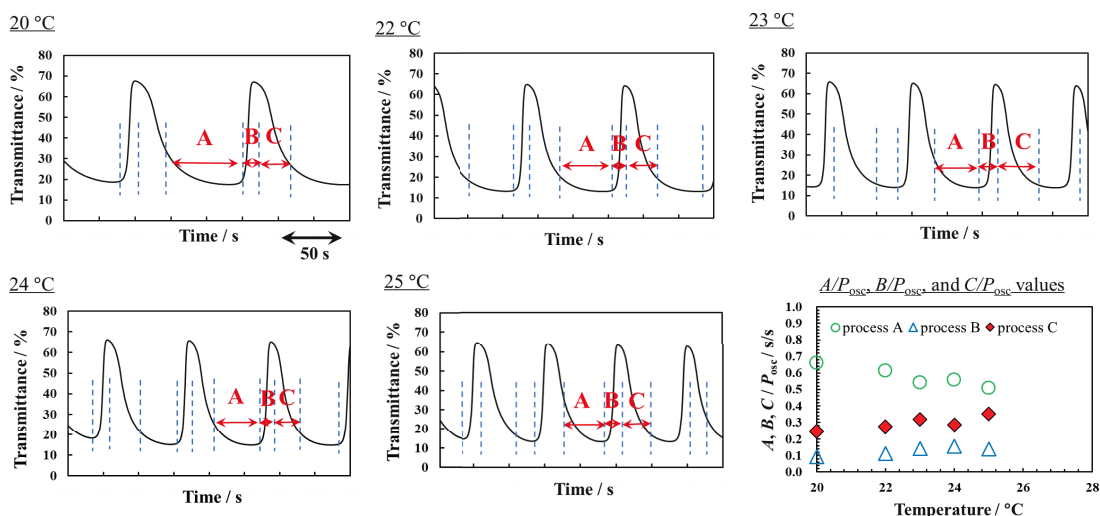 20 °C
Transmittance / %
80
70
60
50
40
30
20
10
0
A
B
C
Time / s
50 s
22 °C
Transmittance / %
80
70
60
50
40
30
20
10
0
A
B
C
Time / s
23 °C
Transmittance / %
80
70
60
50
40
30
20
10
0
A
B
C
Time / s
24 °C
Transmittance / %
80
70
60
50
40
30
20
10
0
A
B
C
Time / s
25 °C
Transmittance / %
80
70
60
50
40
30
20
10
0
A
B
C
Time / s
A/Posc, B/Posc, and C/Posc values
A, B, C / Posc / s/s
1.0
0.9
0.8
0.7
0.6
0.5
0.4
0.3
0.2
0.1
0.0
process A process B process C
20 22 24 26 28
Temperature / °C